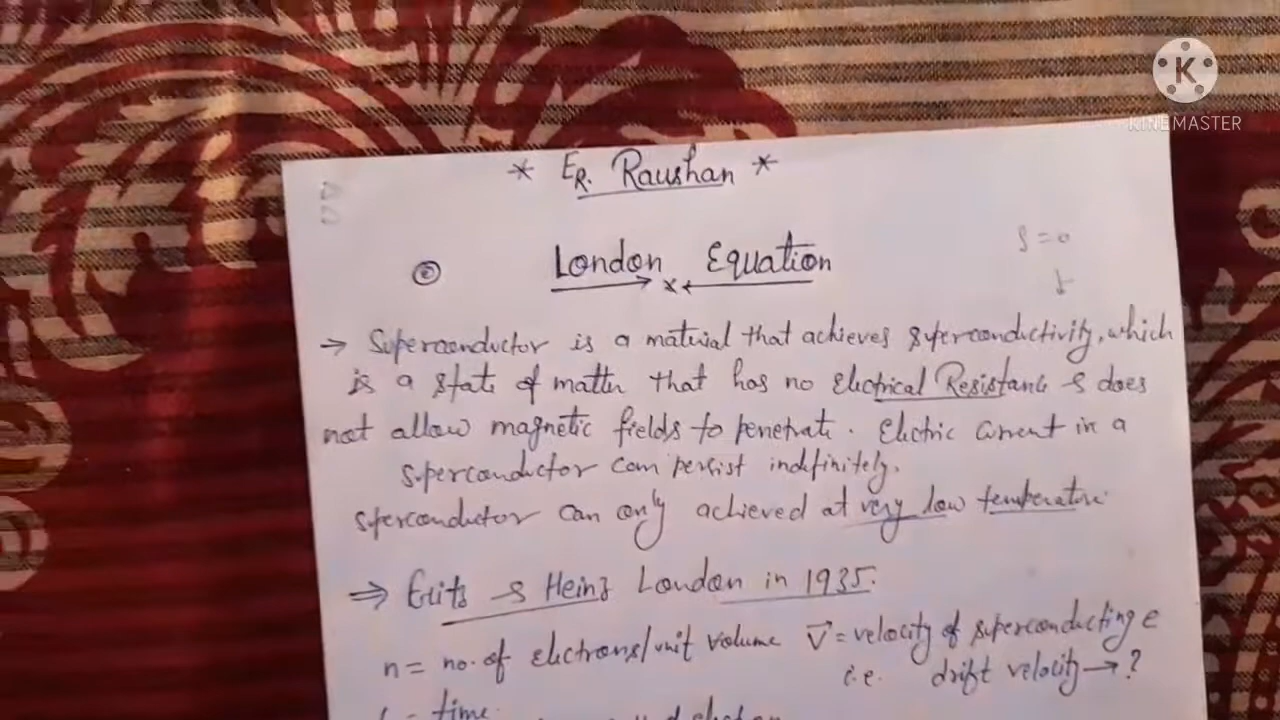 K
KINEMASTER
* ER. Raushan *
London Equation
ρ = 0
→ Superconductor is a material that achieves superconductivity, which
is a state of matter that has no Electrical Resistance & does
not allow magnetic fields to penetrate. Electric current in a
superconductor can persist indefinitely.
superconductor can only achieved at very low temperature
⇒ & Heinz London in 1935.
n = no. of electrons/unit volume v⃗ = velocity of superconducting e
i.e. drift velocity → ?
= time